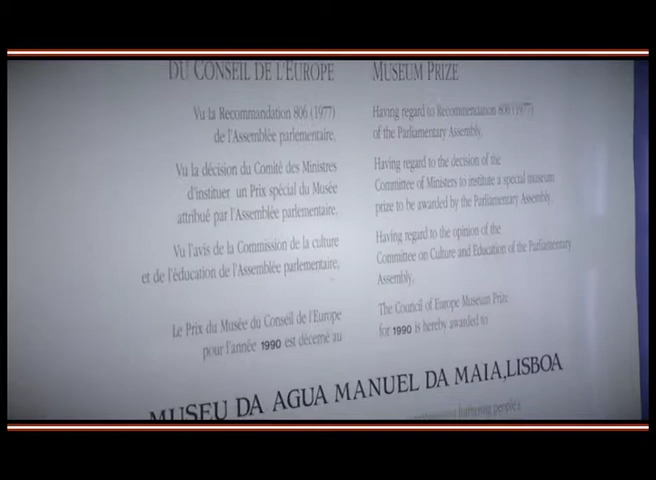 DU CONSEIL DE L'EUROPE
Vu la Recommandation 806 (1977)
de l'Assemblée parlementaire,
Vu la décision du Comité des Ministres
d'instituer un Prix spécial du Musée
attribué par l'Assemblée parlementaire,
Vu l'avis de la Commission de la culture
et de l'éducation de l'Assemblée parlementaire,
Le Prix du Musée du Conseil de l'Europe
pour l'année 1990 est décerné au
MUSEUM PRIZE
Having regard to Recommendation 806 (1977)
of the Parliamentary Assembly,
Having regard to the decision of the
Committee of Ministers to institute a special museum
prize to be awarded by the Parliamentary Assembly,
Having regard to the opinion of the
Committee on Culture and Education of the Parliamentary
Assembly,
The Council of Europe Museum Prize
for 1990 is hereby awarded to
MUSEU DA AGUA MANUEL DA MAIA,LISBOA
furthering people's